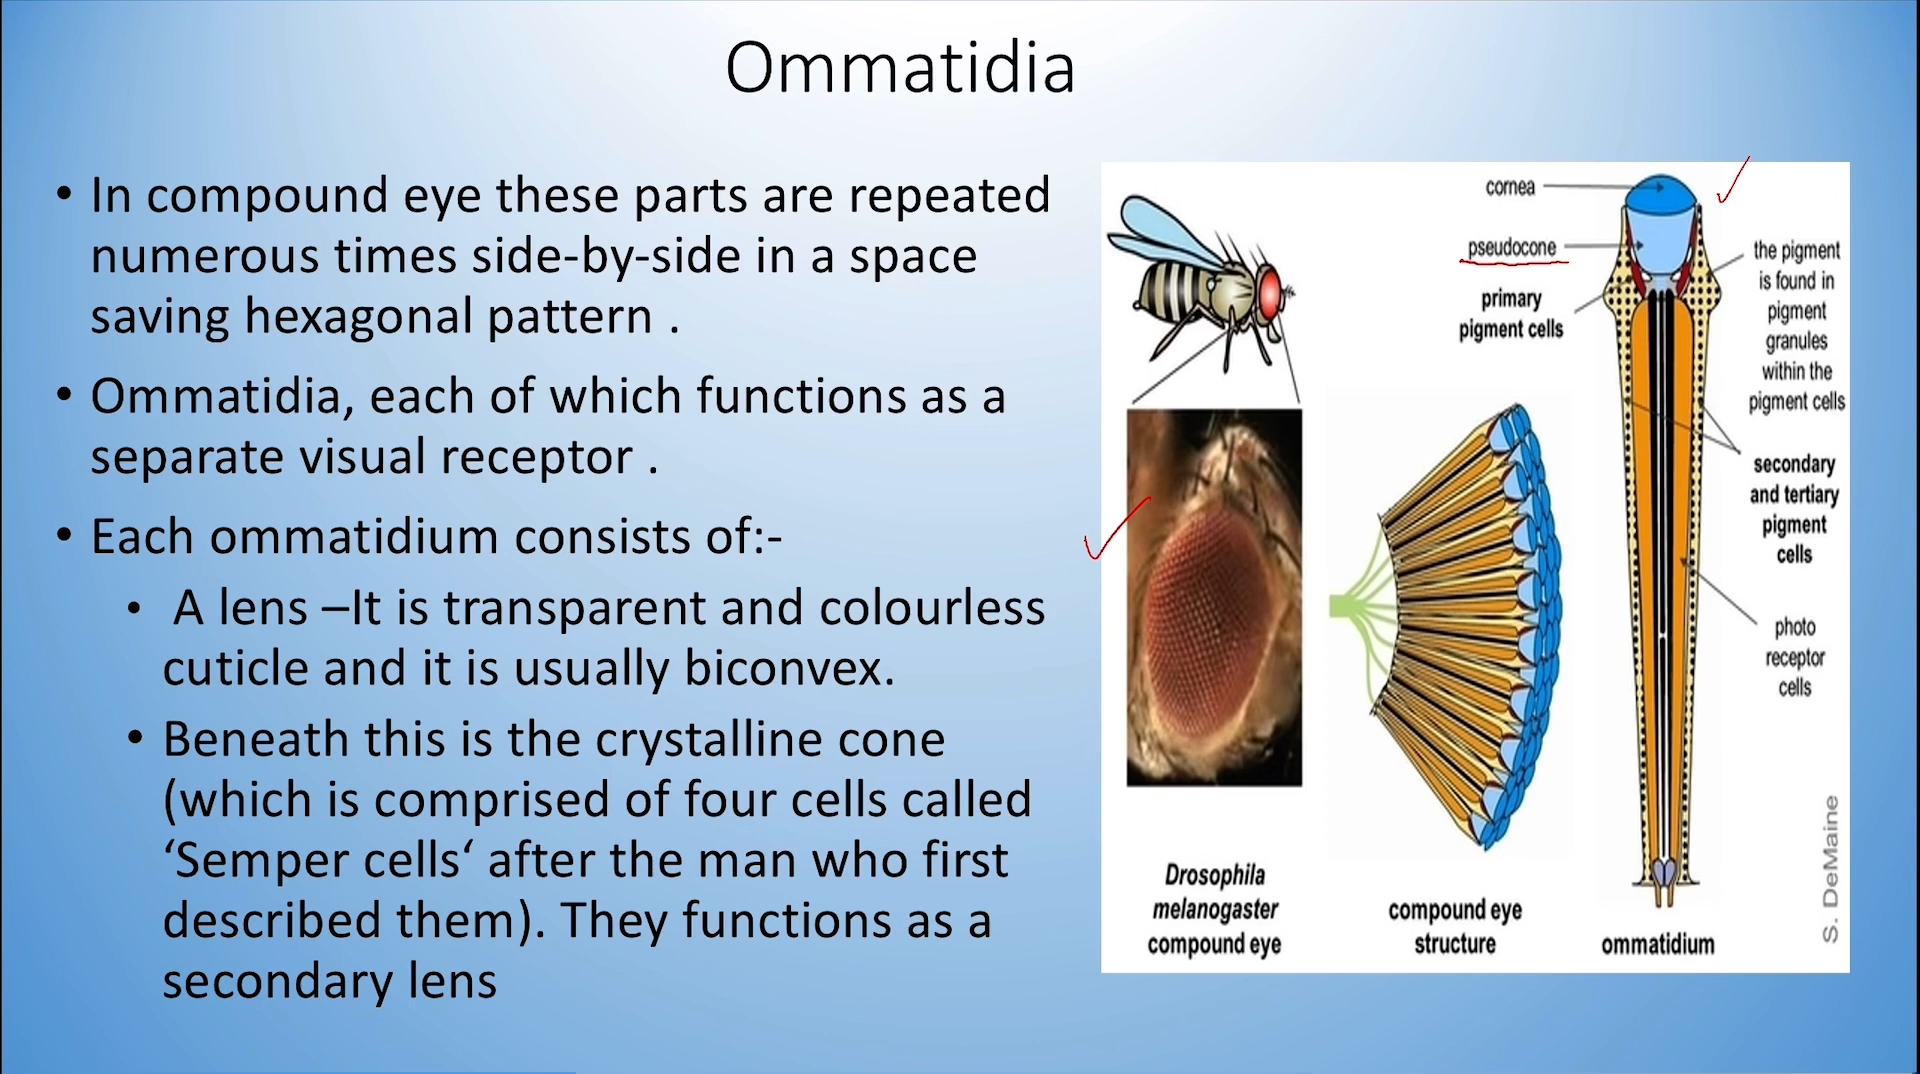 Ommatidia
• In compound eye these parts are repeated
numerous times side-by-side in a space
saving hexagonal pattern .
• Ommatidia, each of which functions as a
separate visual receptor .
• Each ommatidium consists of:-
• A lens –It is transparent and colourless
cuticle and it is usually biconvex.
• Beneath this is the crystalline cone
(which is comprised of four cells called
‘Semper cells‘ after the man who first
described them). They functions as a
secondary lens
cornea
pseudocone
primary
pigment cells
the pigment
is found in
pigment
granules
within the
pigment cells
secondary
and tertiary
pigment
cells
photo
receptor
cells
Drosophila
melanogaster
compound eye
compound eye
structure
ommatidium
S. DeMaine